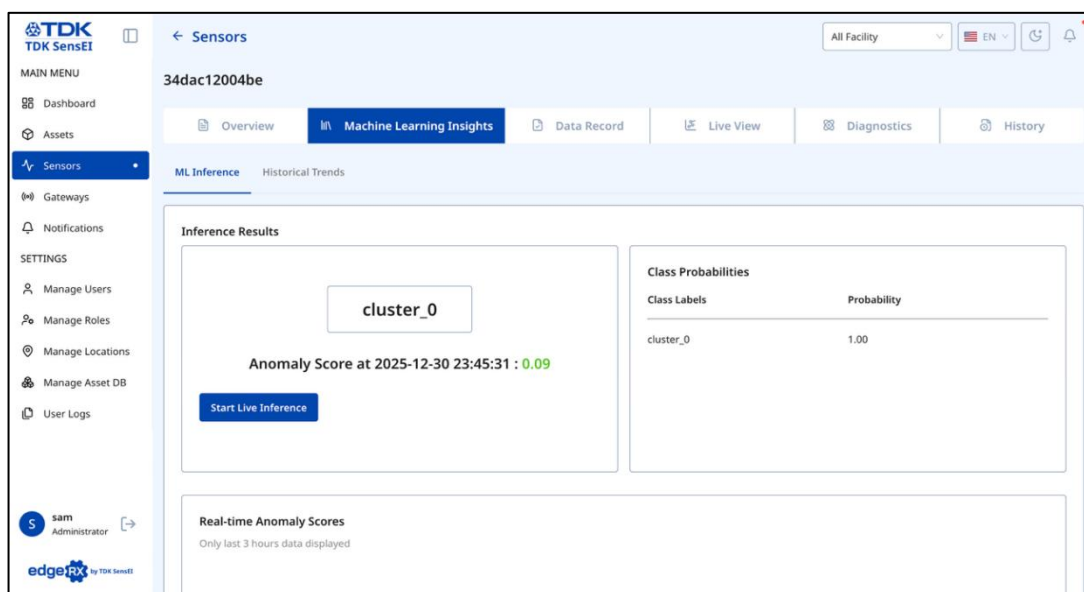 TDK
TDK SensEI
MAIN MENU
Dashboard
Assets
Sensors
Gateways
Notifications
SETTINGS
Manage Users
Manage Roles
Manage Locations
Manage Asset DB
User Logs
S
sam
Administrator
edgeRX by TDK SensEI
Sensors
All Facility
EN
34dac12004be
Overview
Machine Learning Insights
Data Record
Live View
Diagnostics
History
ML Inference Historical Trends
Inference Results
cluster_0
Anomaly Score at 2025-12-30 23:45:31 : 0.09
Start Live Inference
Class Probabilities
Class Labels Probability
cluster_0 1.00
Real-time Anomaly Scores
Only last 3 hours data displayed